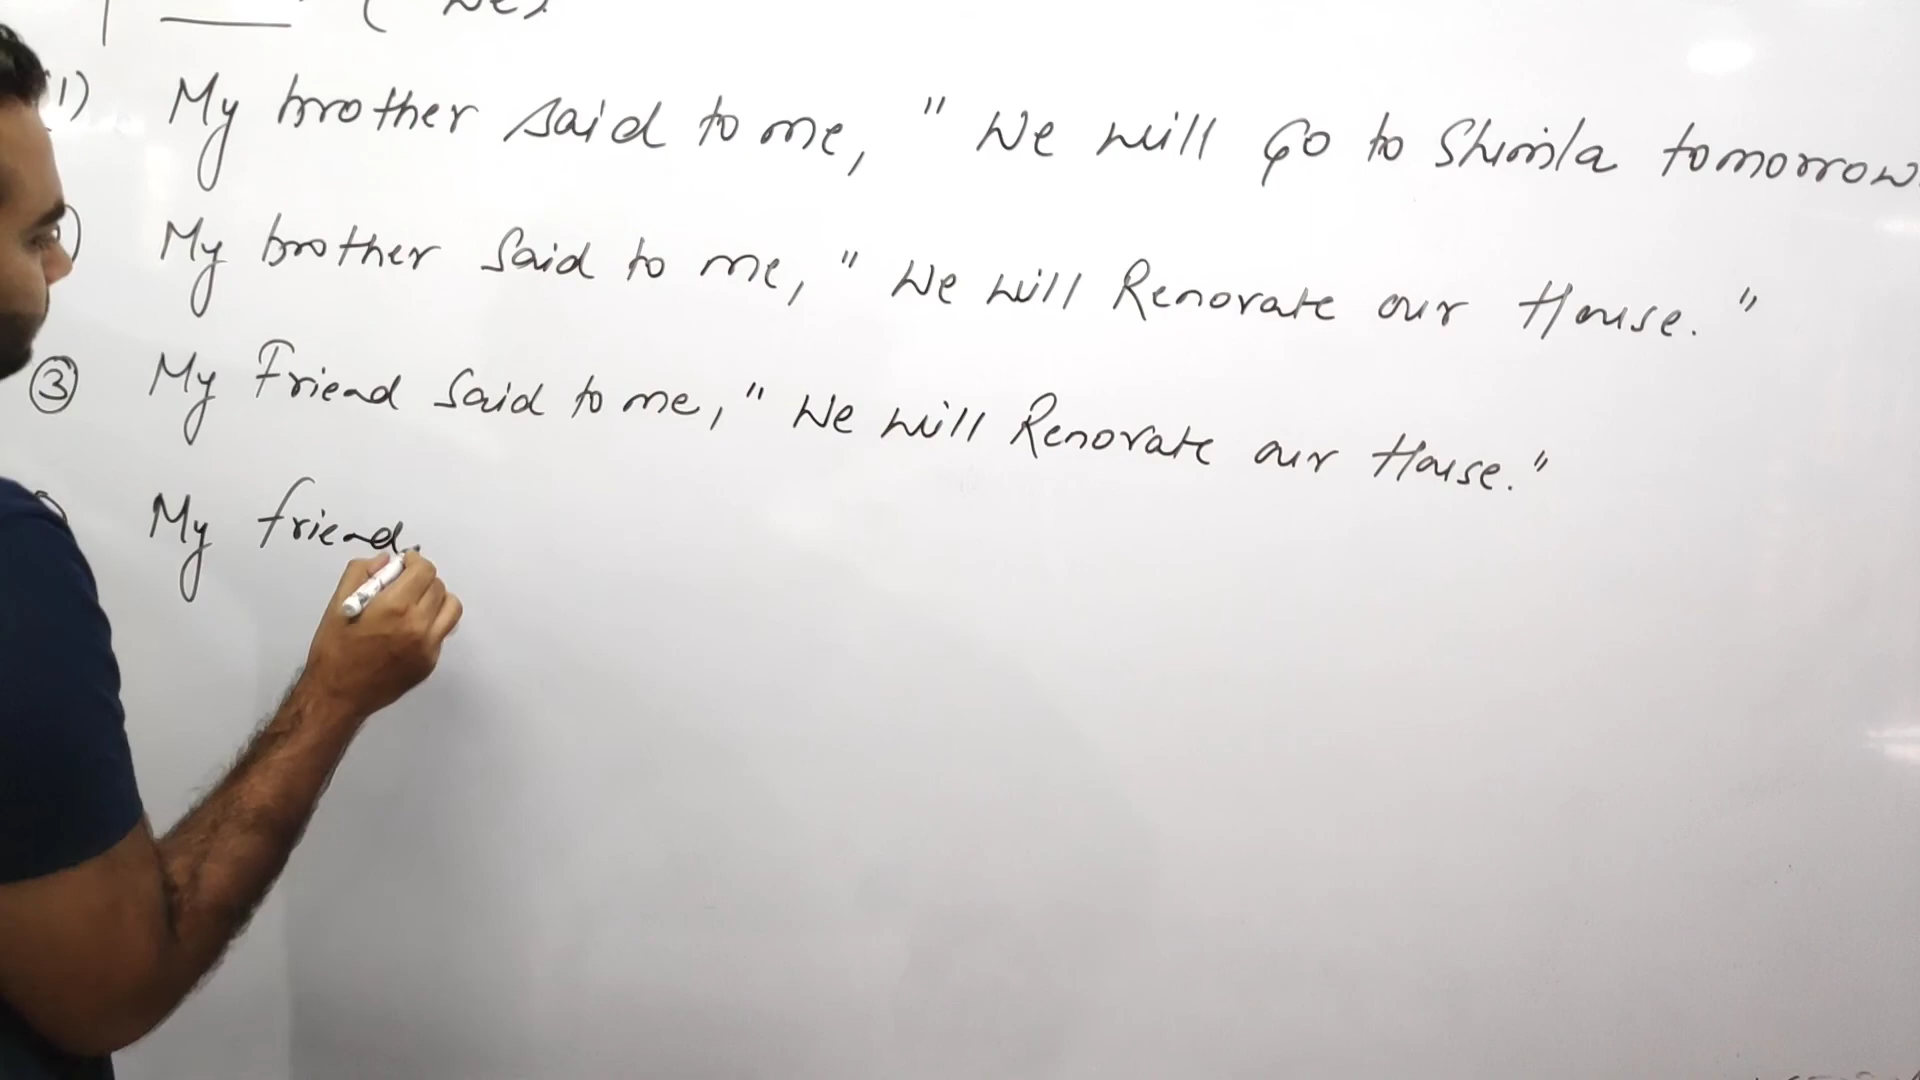 (We)
1) My brother said to me, " We will go to Shimla tomorrow.
My brother said to me, " We will Renovate our House. "
3 My Friend said to me, " We will Renovate our House. "
My friend